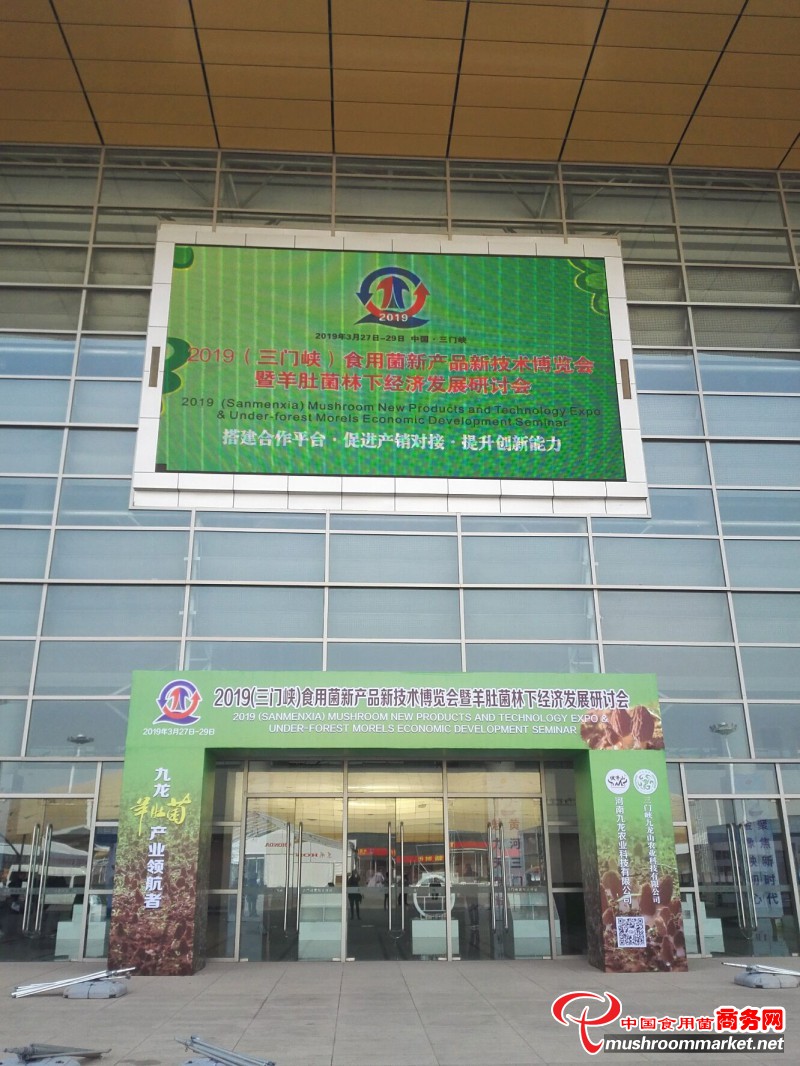 2019
2019年3月27日-29日 中国·三门峡
2019（三门峡）食用菌新产品新技术博览会
暨羊肚菌林下经济发展研讨会
2019 (Sanmenxia) Mushroom New Products and Technology Expo
& Under-forest Morels Economic Development Seminar
搭建合作平台·促进产销对接·提升创新能力
2019(三门峡)食用菌新产品新技术博览会暨羊肚菌林下经济发展研讨会
2019 (SANMENXIA) MUSHROOM NEW PRODUCTS AND TECHNOLOGY EXPO &
UNDER-FOREST MORELS ECONOMIC DEVELOPMENT SEMINAR
2019年3月27日-29日
九龙
羊肚菌
产业领航者
三门峡九龙山农业科技有限公司
河南九龙农业科技有限公司
黄河三
中国食用菌商务网
mushroommarket.net